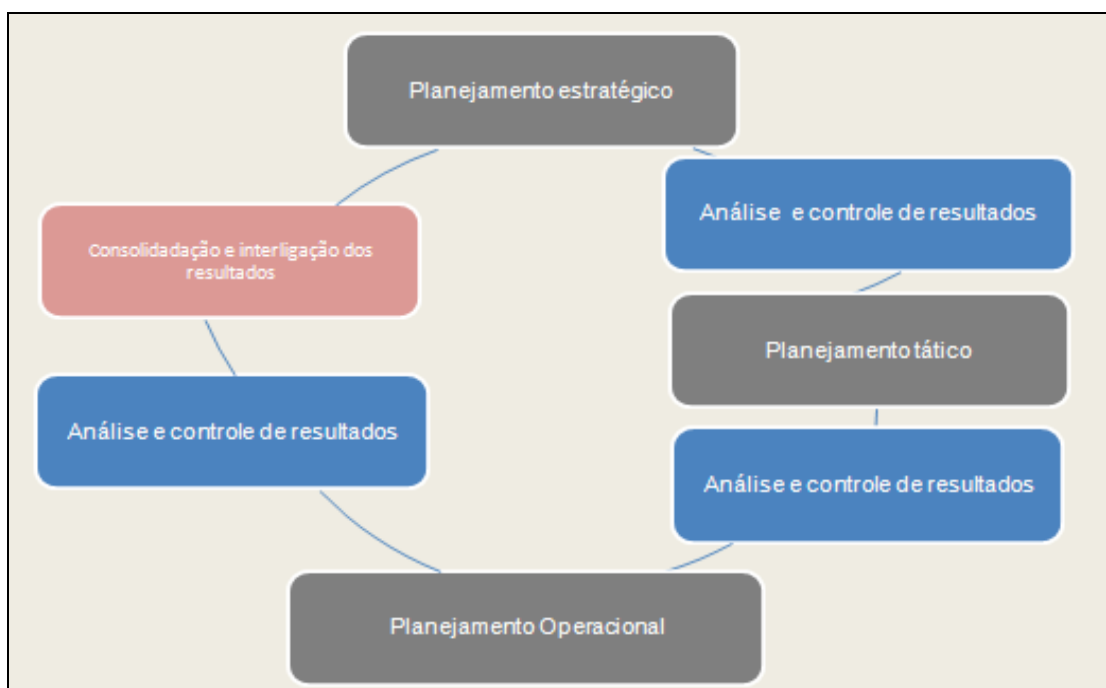 Planejamento estratégico
Análise e controle de resultados
Planejamento tático
Análise e controle de resultados
Planejamento Operacional
Análise e controle de resultados
Consolidadação e interligação dos
resultados